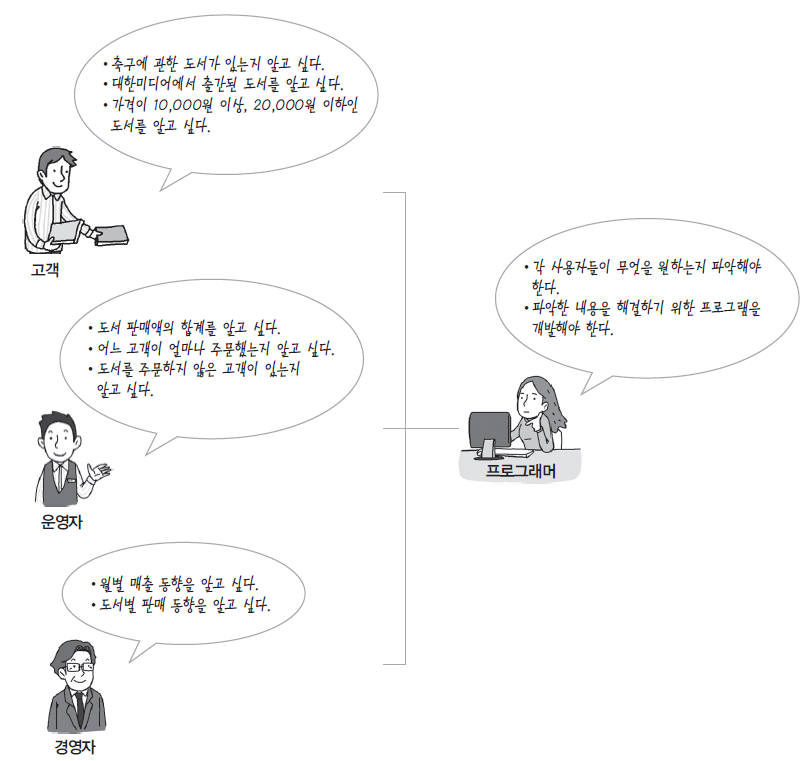 • 축구에 관한 도서가 있는지 알고 싶다.
• 대한미디어에서 출간된 도서를 알고 싶다.
• 가격이 10,000원 이상, 20,000원 이하인
도서를 알고 싶다.
고객
• 도서 판매액의 합계를 알고 싶다.
• 어느 고객이 얼마나 주문했는지 알고 싶다.
• 도서를 주문하지 않은 고객이 있는지
알고 싶다.
운영자
• 월별 매출 동향을 알고 싶다.
• 도서별 판매 동향을 알고 싶다.
경영자
• 각 사용자들이 무엇을 원하는지 파악해야
한다.
• 파악한 내용을 해결하기 위한 프로그램을
개발해야 한다.
프로그래머